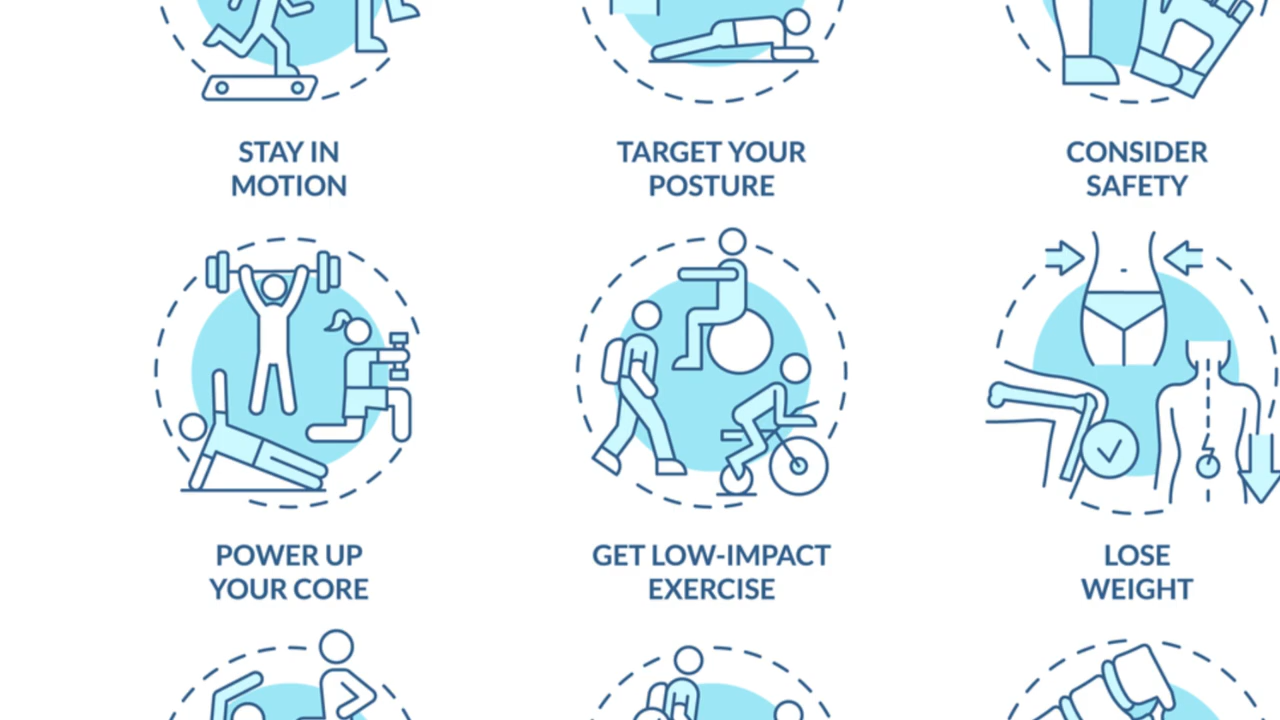 STAY IN
MOTION
TARGET YOUR
POSTURE
CONSIDER
SAFETY
POWER UP
YOUR CORE
GET LOW-IMPACT
EXERCISE
LOSE
WEIGHT